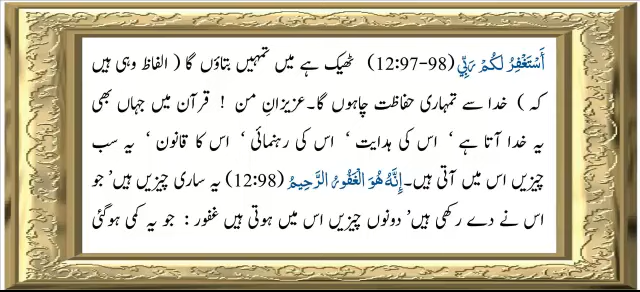 أَسْتَغْفِرُ لَكُمْ رَبِّي (12:97-98) ٹھیک ہے میں تمہیں بتاؤں گا ( الفاظ وہی ہیں
کہ ) خدا سے تمہاری حفاظت چاہوں گا۔ عزیزانِ من ! قرآن میں جہاں بھی
یہ خدا آتا ہے ‘ اس کی ہدایت ‘ اس کی رہنمائی ‘ اس کا قانون ‘ یہ سب
چیزیں اس میں آتی ہیں۔ إِنَّهُ هُوَ الْغَفُورُ الرَّحِيمُ (12:98) یہ ساری چیزیں ہیں’ جو
اس نے دے رکھی ہیں’ دونوں چیزیں اس میں ہوتی ہیں غفور : جو یہ کمی ہوگئی